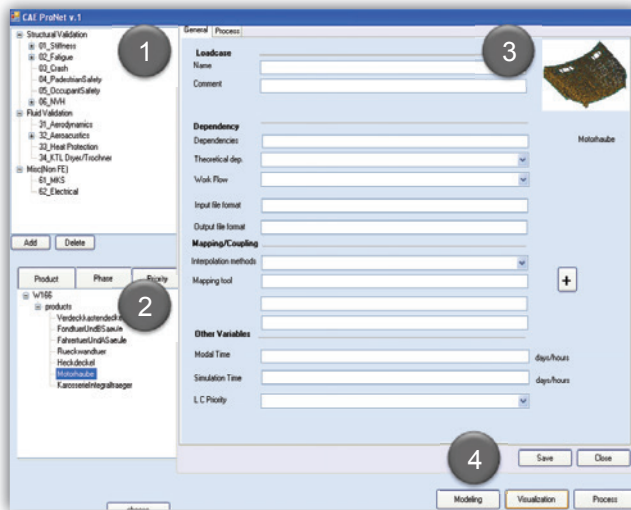 CAE ProNet v.1
1
Structural Validation
01_Stiffness
02_Fatigue
03_Crash
04_PadestrianSafety
05_OccupantSafety
06_NVH
Fluid Validation
31_Aerodynamics
32_Aeroacustics
33_Heat Protection
34_KTL Dryer/Trochner
Misc(Non FE)
61_MKS
62_Electrical
Add Delete
Product Phase Priority
2
W166
products
Verdeckkastendeckel
FondtuerUndBSaeule
FahrertuerUndASaeule
Rueckwandtuer
Heckdeckel
Motorhaube
KarosserieIntegraltraeger
General Process
3
Loadcase
Name
Comment
Motorhaube
Dependency
Dependencies
Theoretical dep.
Work Flow
Input file format
Output file format
Mapping/Coupling
Interpolation methods
Mapping tool
+
Other Variables
Modal Time days/hours
Simulation Time days/hours
L C Priority
4
Save Close
Modeling Visualization Process